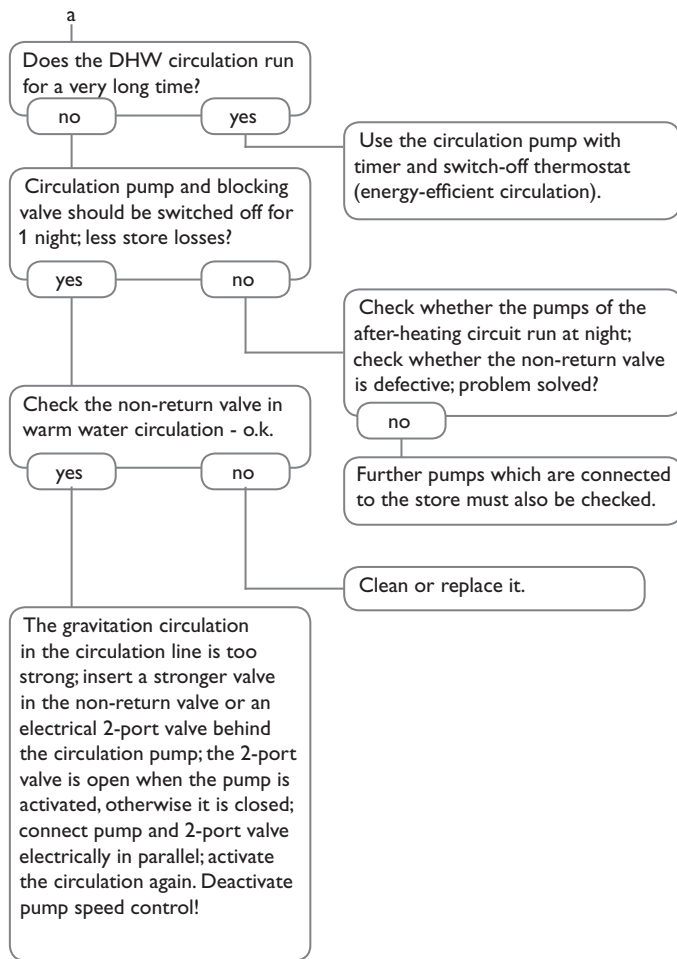 a
Does the DHW circulation run
for a very long time?
no
yes
Use the circulation pump with
timer and switch-off thermostat
(energy-efficient circulation).
Circulation pump and blocking
valve should be switched off for
1 night; less store losses?
yes
no
Check whether the pumps of the
after-heating circuit run at night;
check whether the non-return valve
is defective; problem solved?
no
Further pumps which are connected
to the store must also be checked.
Check the non-return valve in
warm water circulation - o.k.
yes
no
Clean or replace it.
The gravitation circulation
in the circulation line is too
strong; insert a stronger valve
in the non-return valve or an
electrical 2-port valve behind
the circulation pump; the 2-port
valve is open when the pump is
activated, otherwise it is closed;
connect pump and 2-port valve
electrically in parallel; activate
the circulation again. Deactivate
pump speed control!